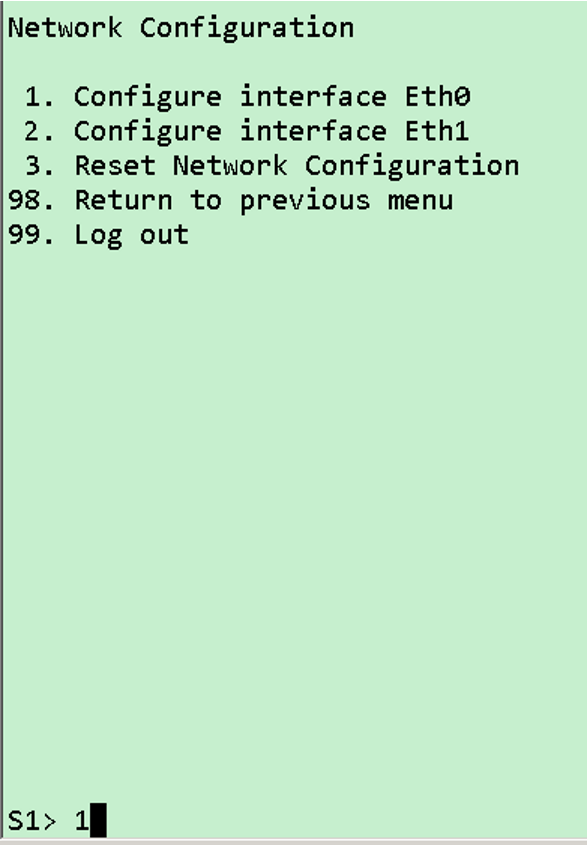 Network Configuration
1. Configure interface Eth0
2. Configure interface Eth1
3. Reset Network Configuration
98. Return to previous menu
99. Log out
S1> 1